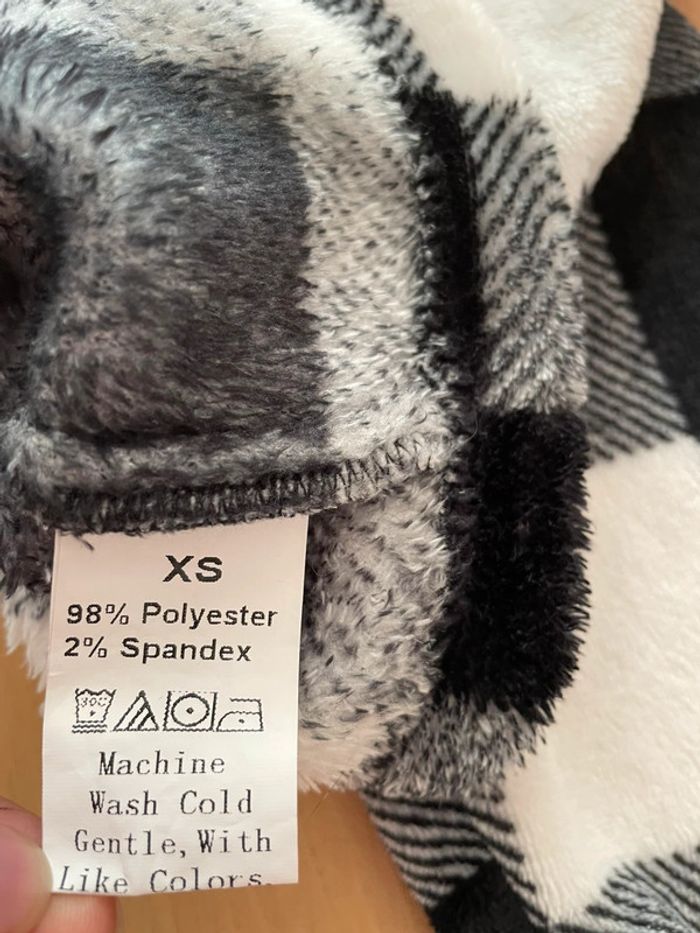 XS
98% Polyester
2% Spandex
30C
Machine
Wash Cold
Gentle, With
Like Colors.